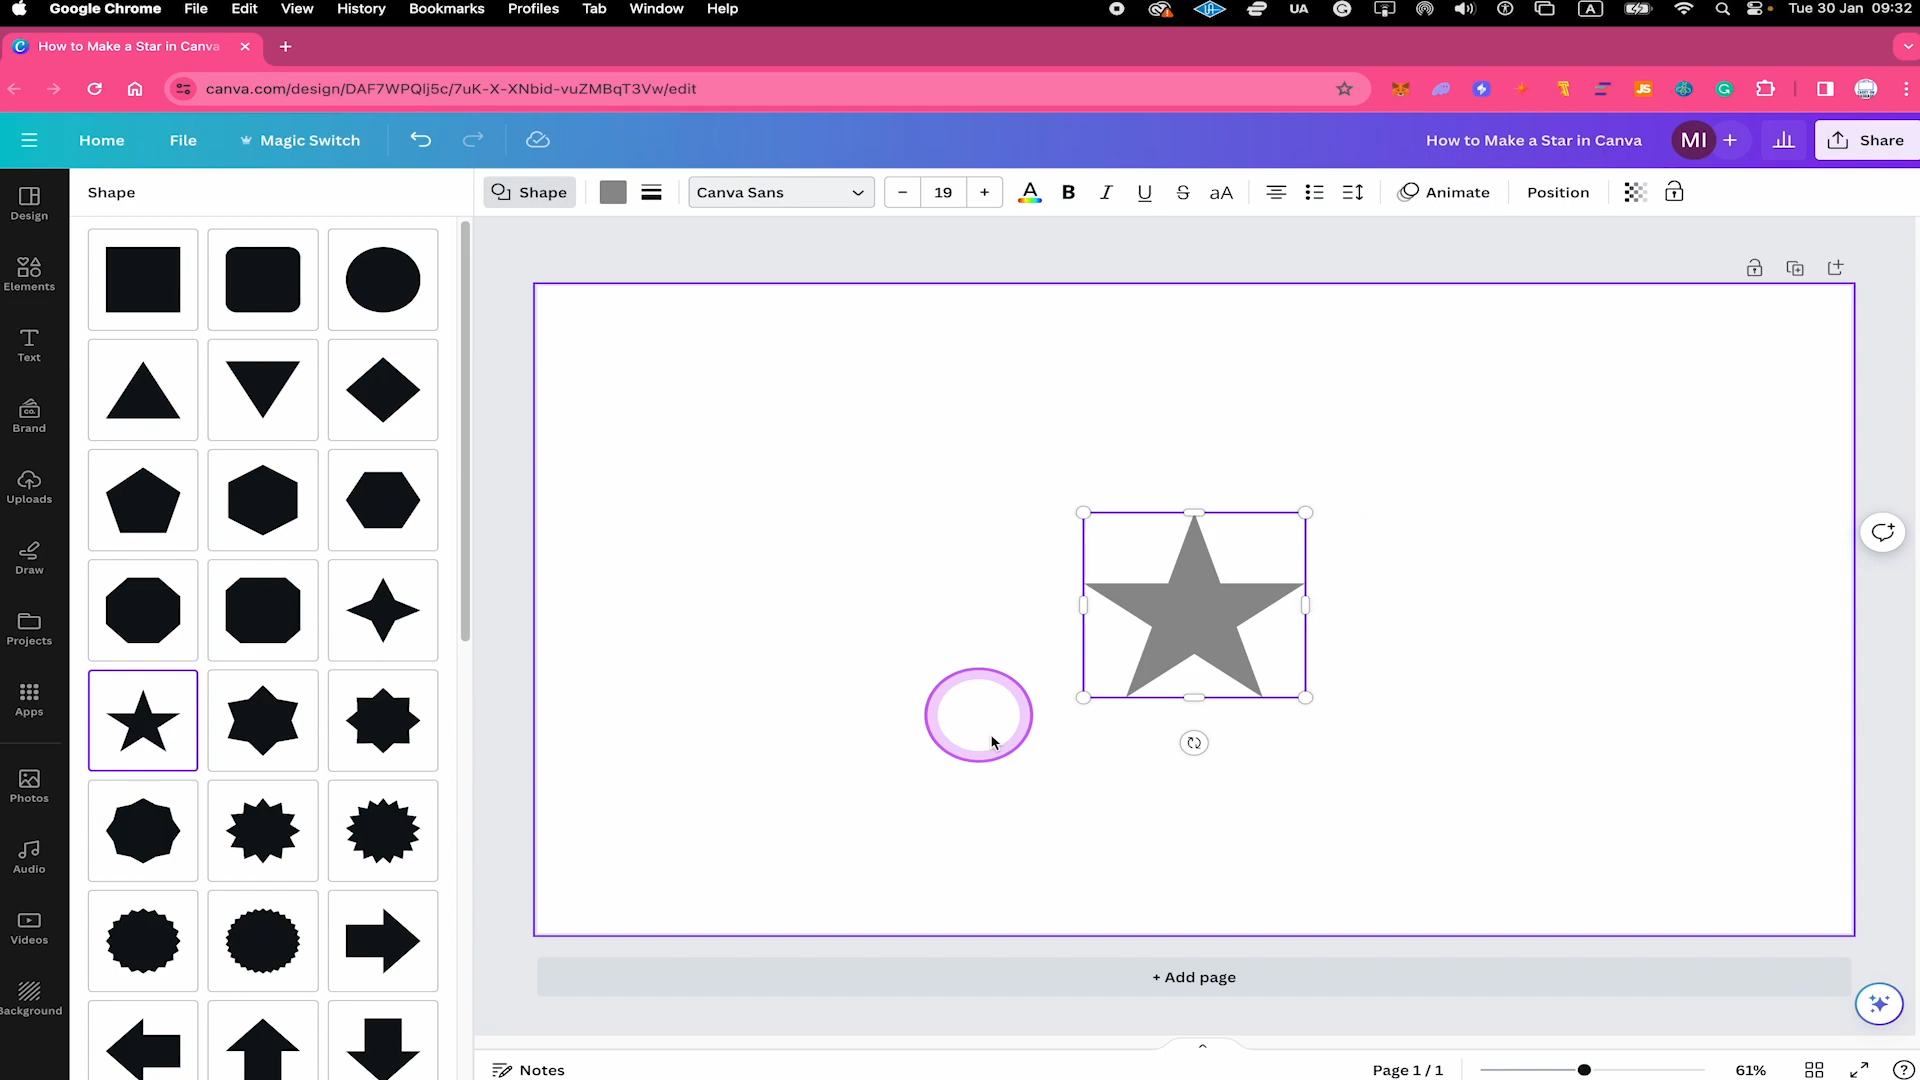 Google Chrome File Edit View History Bookmarks Profiles Tab Window Help UA A Tue 30 Jan 09:32
How to Make a Star in Canva
canva.com/design/DAF7WPQlj5c/7uK-X-XNbid-vuZMBqT3Vw/edit JS
Home File Magic Switch How to Make a Star in Canva MI Share
Shape Shape Canva Sans 19 A B I U S aA Animate Position
Design
Elements
Text
CO.
Brand
Uploads
Draw
Projects
Apps
Photos
Audio
Videos
Background
+ Add page
Notes Page 1 / 1 61%